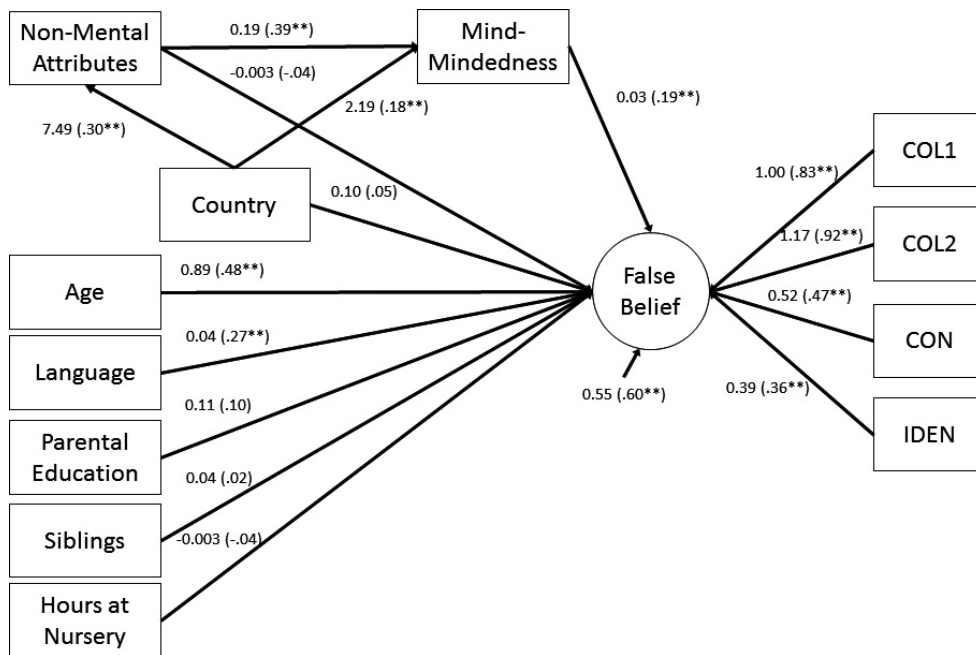 Non-Mental
Attributes
0.19 (.39**)
Mind-
Mindedness
-0.003 (-.04)
2.19 (.18**)
0.03 (.19**)
7.49 (.30**)
Country
0.10 (.05)
COL1
1.00 (.83**)
COL2
1.17 (.92**)
Age
0.89 (.48**)
False
Belief
CON
0.52 (.47**)
Language
0.04 (.27**)
0.55 (.60**)
0.39 (.36**)
IDEN
Parental
Education
0.11 (.10)
Siblings
0.04 (.02)
-0.003 (-.04)
Hours at
Nursery